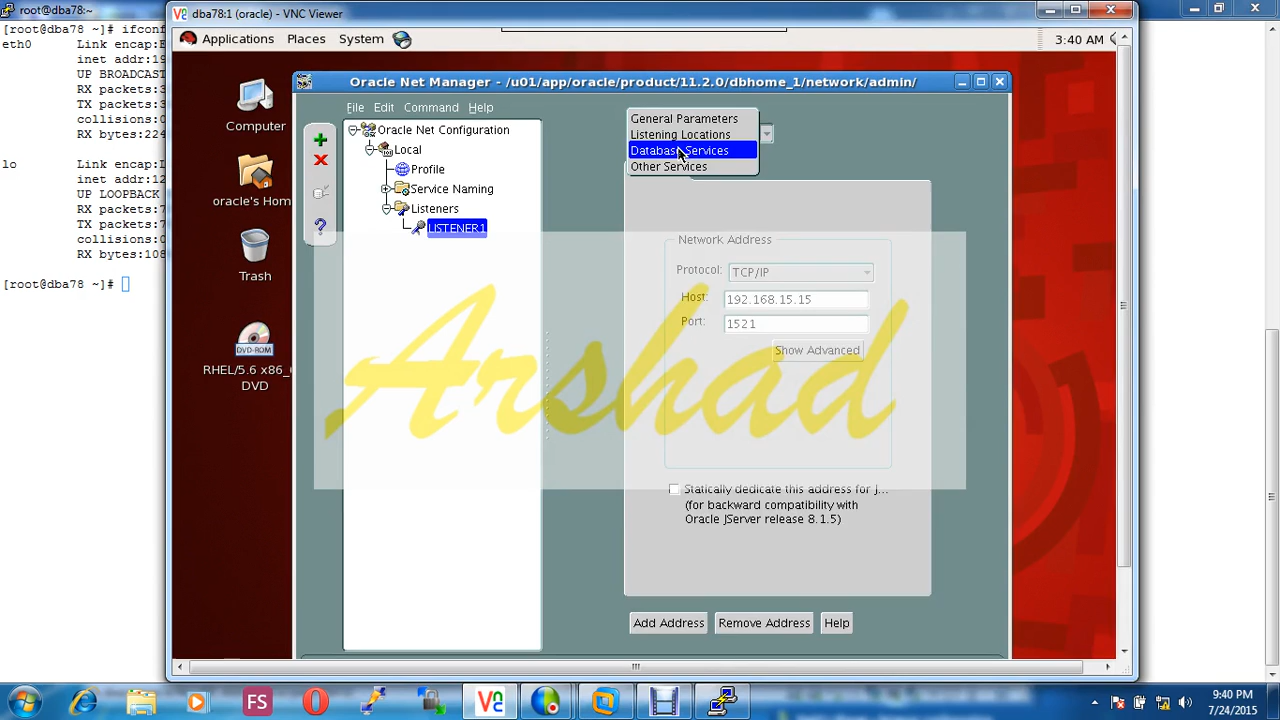 root@dba78:~
dba78:1 (oracle) - VNC Viewer
[root@dba78 ~]# ifconf
eth0 Link encap:E
inet addr:19
UP BROADCAST
RX packets:3
TX packets:3
collisions:0
RX bytes:224
lo Link encap:L
inet addr:12
UP LOOPBACK
RX packets:7
TX packets:7
collisions:0
RX bytes:108
[root@dba78 ~]#
Applications Places System
3:40 AM
Computer
oracle's Hom
Trash
RHEL/5.6 x86_
DVD
Oracle Net Manager - /u01/app/oracle/product/11.2.0/dbhome_1/network/admin/
File Edit Command Help
Oracle Net Configuration
Local
Profile
Service Naming
Listeners
LISTENER1
General Parameters
Listening Locations
Database Services
Other Services
Network Address
Protocol: TCP/IP
Host: 192.168.15.15
Port: 1521
Show Advanced
Arshad
Statically dedicate this address for J...
(for backward compatibility with
Oracle JServer release 8.1.5)
Add Address Remove Address Help
FS
9:40 PM
7/24/2015